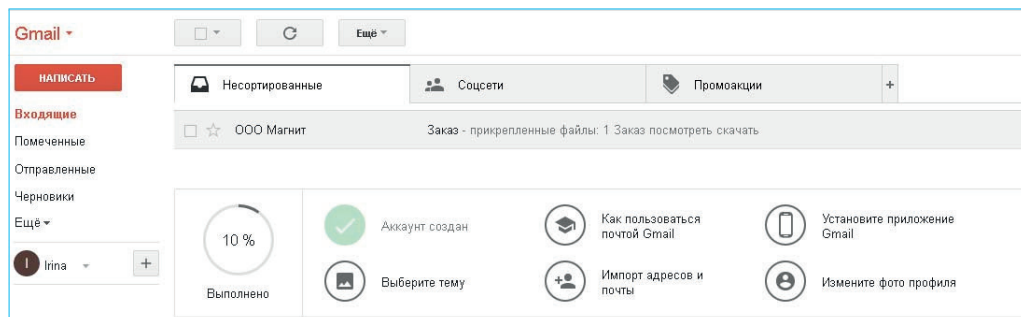 Gmail
Ещё
НАПИСАТЬ
Несортированные
Соцсети
Промоакции
+
Входящие
ООО Магнит
Заказ - прикрепленные файлы: 1 Заказ посмотреть скачать
Помеченные
Отправленные
Черновики
Ещё
I Irina
+
10 %
Выполнено
Аккаунт создан
Как пользоваться
почтой Gmail
Установите приложение
Gmail
Выберите тему
Импорт адресов и
почты
Измените фото профиля